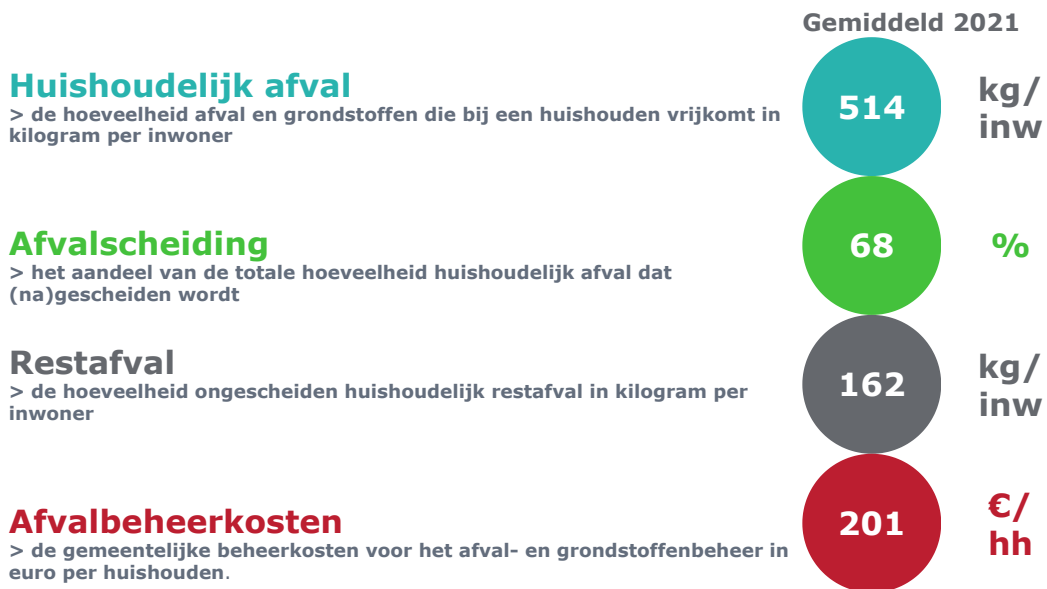 Gemiddeld 2021
Huishoudelijk afval
> de hoeveelheid afval en grondstoffen die bij een huishouden vrijkomt in
kilogram per inwoner
514
kg/
inw
Afvalscheiding
> het aandeel van de totale hoeveelheid huishoudelijk afval dat
(na)gescheiden wordt
68
%
Restafval
> de hoeveelheid ongescheiden huishoudelijk restafval in kilogram per
inwoner
162
kg/
inw
Afvalbeheerkosten
> de gemeentelijke beheerkosten voor het afval- en grondstoffenbeheer in
euro per huishouden.
201
€/
hh